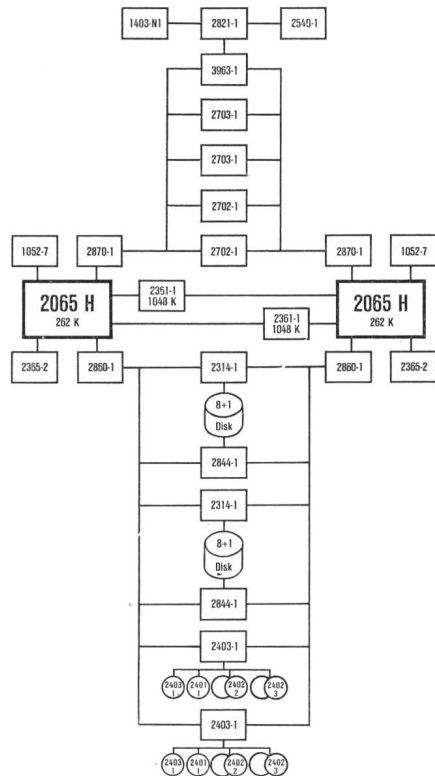 1403-N1 2821-1 2540-1
3963-1
2703-1
2703-1
2702-1
1052-7 2870-1 2702-1 2870-1 1052-7
2065 H
262 K
2351-1
1048 K
2361-1
1048 K
2065 H
262 K
2365-2 2850-1 2314-1 2860-1 2365-2
8+1
Disk
2844-1
2314-1
8+1
Disk
2844-1
2403-1
2403 2401 2402 2402
1 1 2 3
2403-1
2403 2401 2402 2402
1 1 2 3